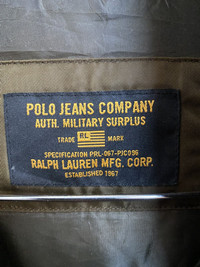 POLO JEANS COMPANY
AUTH. MILITARY SURPLUS
TRADE RL MARK
SPECIFICATION PRL-067-PJC096
RALPH LAUREN MFG. CORP.
ESTABLISHED 1967